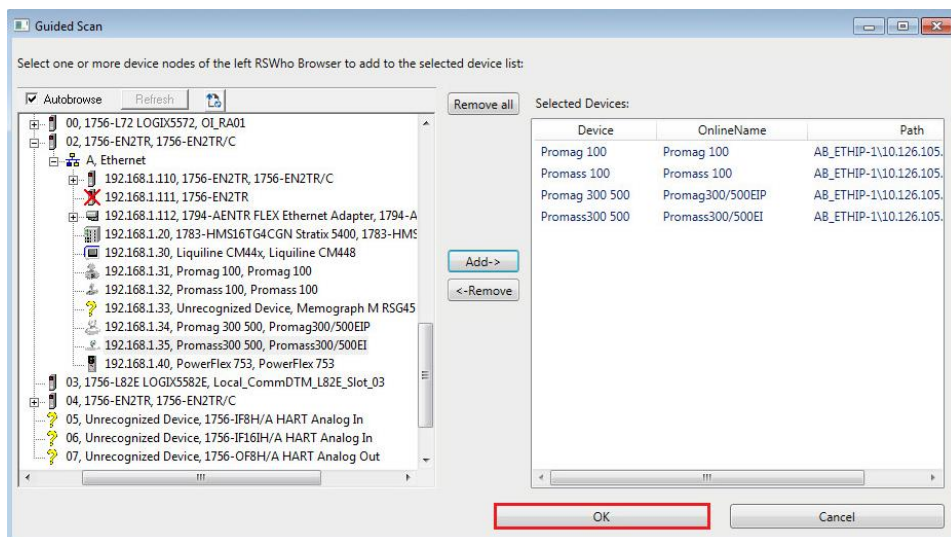 Guided Scan
Select one or more device nodes of the left RSWho Browser to add to the selected device list:
Autobrowse
Refresh
00, 1756-L72 LOGIX5572, OI_RA01
02, 1756-EN2TR, 1756-EN2TR/C
A, Ethernet
192.168.1.110, 1756-EN2TR, 1756-EN2TR/C
192.168.1.111, 1756-EN2TR
192.168.1.112, 1794-AENTR FLEX Ethernet Adapter, 1794-A
192.168.1.20, 1783-HMS16TG4CGN Stratix 5400, 1783-HMS
192.168.1.30, Liquiline CM44x, Liquiline CM448
192.168.1.31, Promag 100, Promag 100
192.168.1.32, Promass 100, Promass 100
192.168.1.33, Unrecognized Device, Memograph M RSG45
192.168.1.34, Promag 300 500, Promag300/500EIP
192.168.1.35, Promass300 500, Promass300/500EI
192.168.1.40, PowerFlex 753, PowerFlex 753
03, 1756-L82E LOGIX5582E, Local_CommDTM_L82E_Slot_03
04, 1756-EN2TR, 1756-EN2TR/C
05, Unrecognized Device, 1756-IF8H/A HART Analog In
06, Unrecognized Device, 1756-IF16IH/A HART Analog In
07, Unrecognized Device, 1756-OF8H/A HART Analog Out
Remove all
Add->
<-Remove
Selected Devices:
Device OnlineName Path
Promag 100 Promag 100 AB_ETHIP-1\10.126.105.
Promass 100 Promass 100 AB_ETHIP-1\10.126.105.
Promag 300 500 Promag300/500EIP AB_ETHIP-1\10.126.105.
Promass300 500 Promass300/500EI AB_ETHIP-1\10.126.105.
OK
Cancel